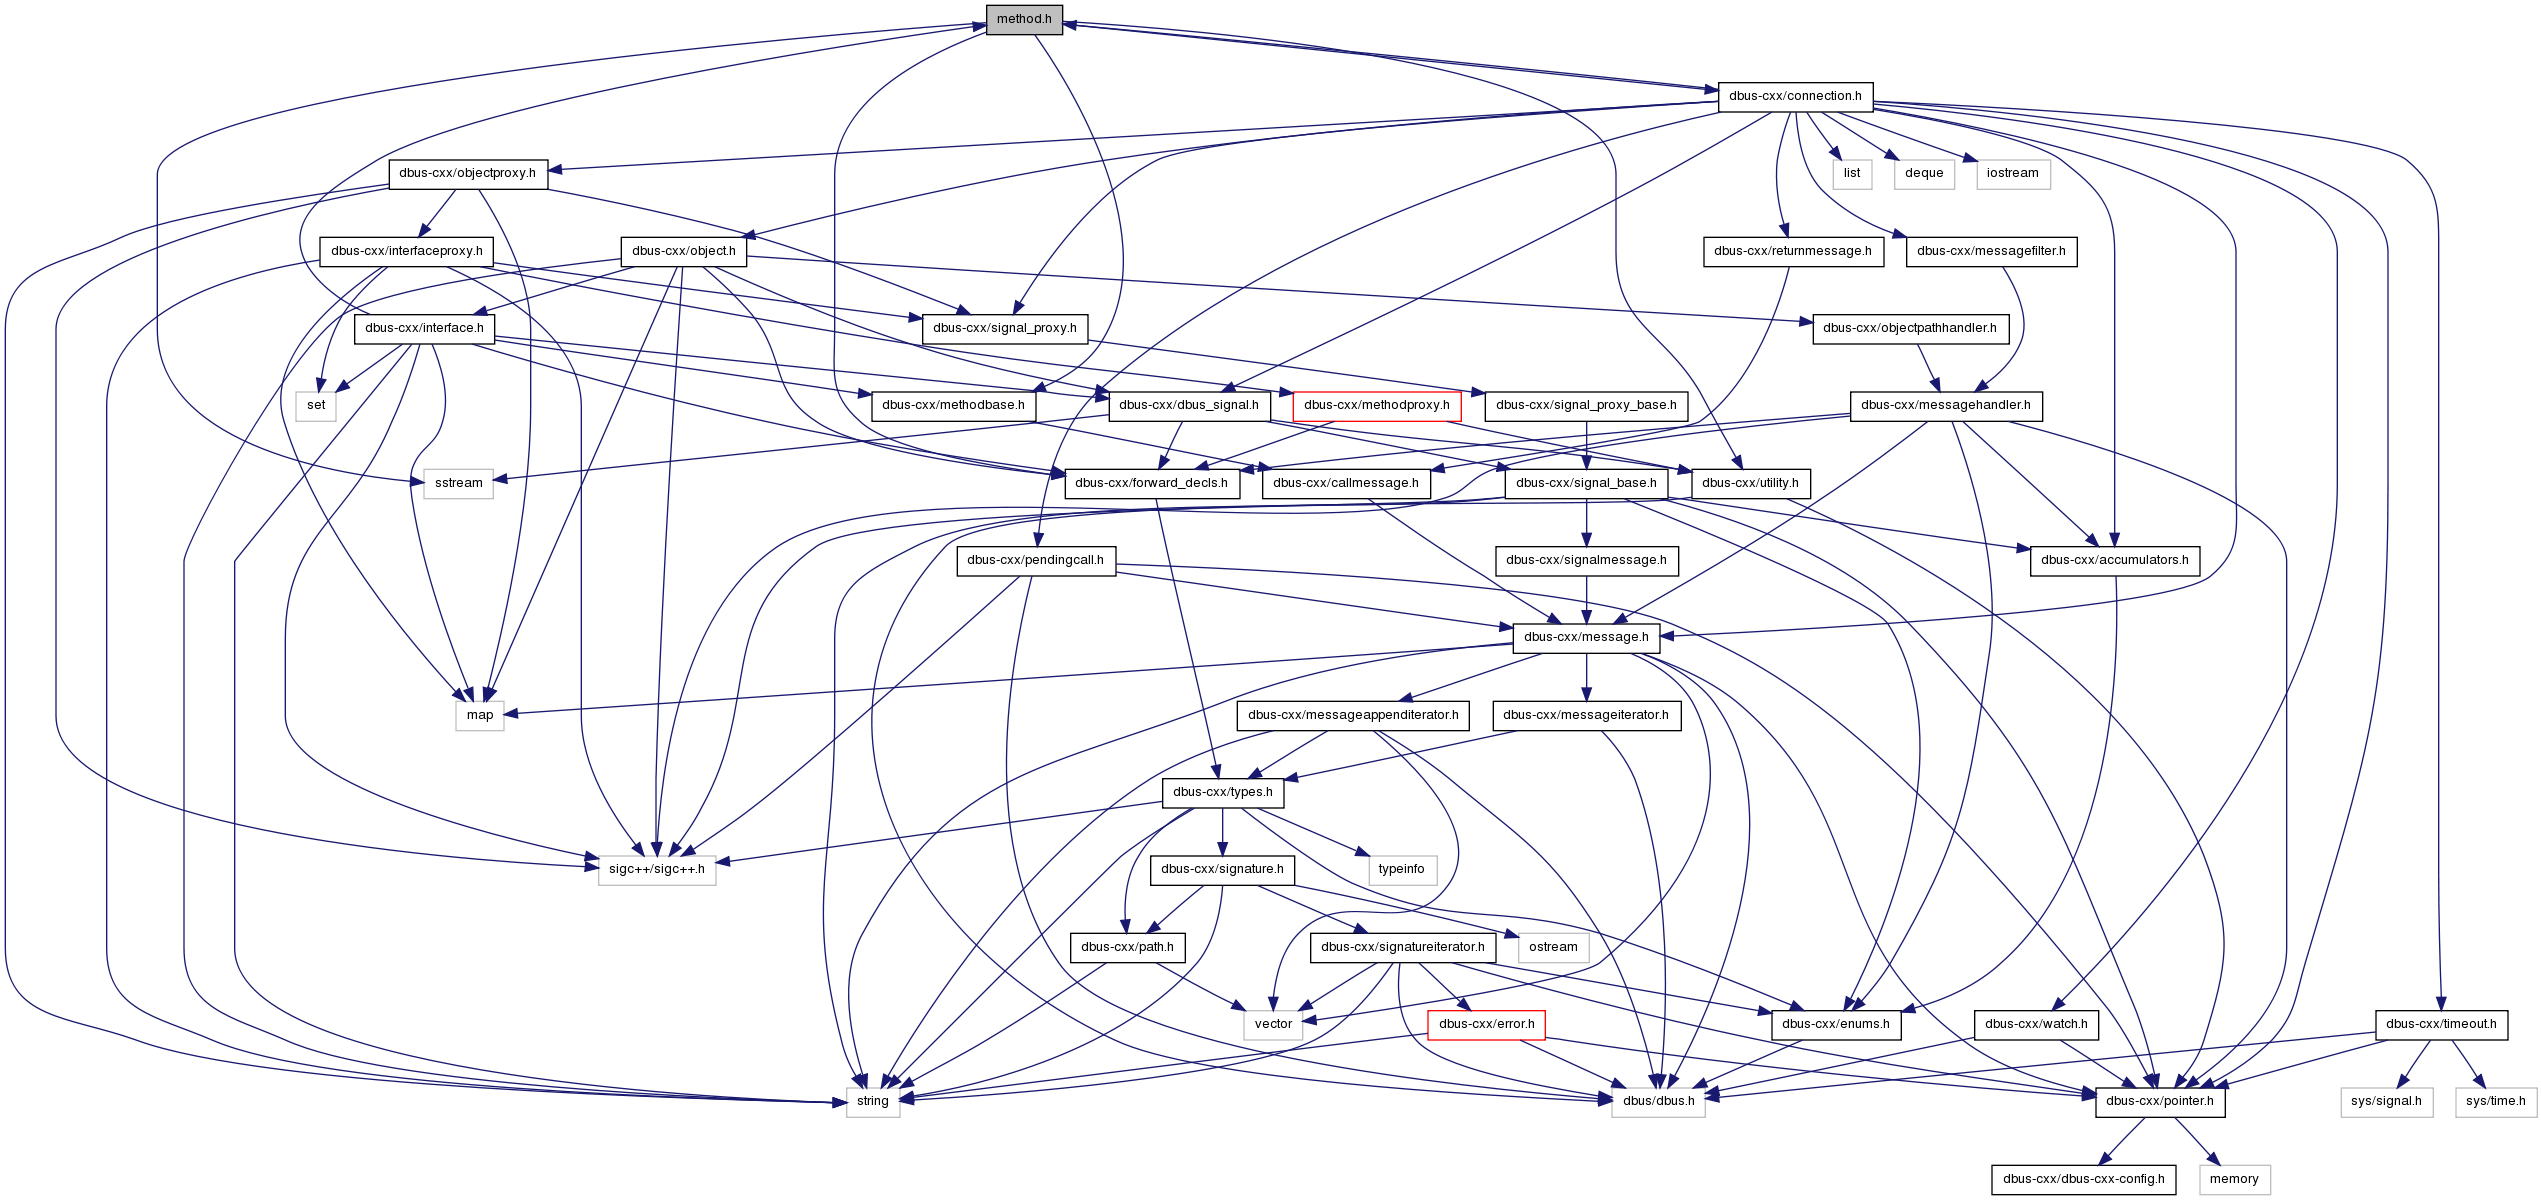 method.h
dbus-cxx/connection.h
dbus-cxx/objectproxy.h
list
deque
iostream
dbus-cxx/interfaceproxy.h
dbus-cxx/object.h
dbus-cxx/returnmessage.h
dbus-cxx/messagefilter.h
dbus-cxx/interface.h
dbus-cxx/signal_proxy.h
dbus-cxx/objectpathhandler.h
set
dbus-cxx/methodbase.h
dbus-cxx/dbus_signal.h
dbus-cxx/methodproxy.h
dbus-cxx/signal_proxy_base.h
dbus-cxx/messagehandler.h
sstream
dbus-cxx/forward_decls.h
dbus-cxx/callmessage.h
dbus-cxx/signal_base.h
dbus-cxx/utility.h
dbus-cxx/pendingcall.h
dbus-cxx/signalmessage.h
dbus-cxx/accumulators.h
dbus-cxx/message.h
map
dbus-cxx/messageappenditerator.h
dbus-cxx/messageiterator.h
dbus-cxx/types.h
sigc++/sigc++.h
dbus-cxx/signature.h
typeinfo
dbus-cxx/path.h
dbus-cxx/signatureiterator.h
ostream
vector
dbus-cxx/error.h
dbus-cxx/enums.h
dbus-cxx/watch.h
dbus-cxx/timeout.h
string
dbus/dbus.h
dbus-cxx/pointer.h
sys/signal.h
sys/time.h
dbus-cxx/dbus-cxx-config.h
memory